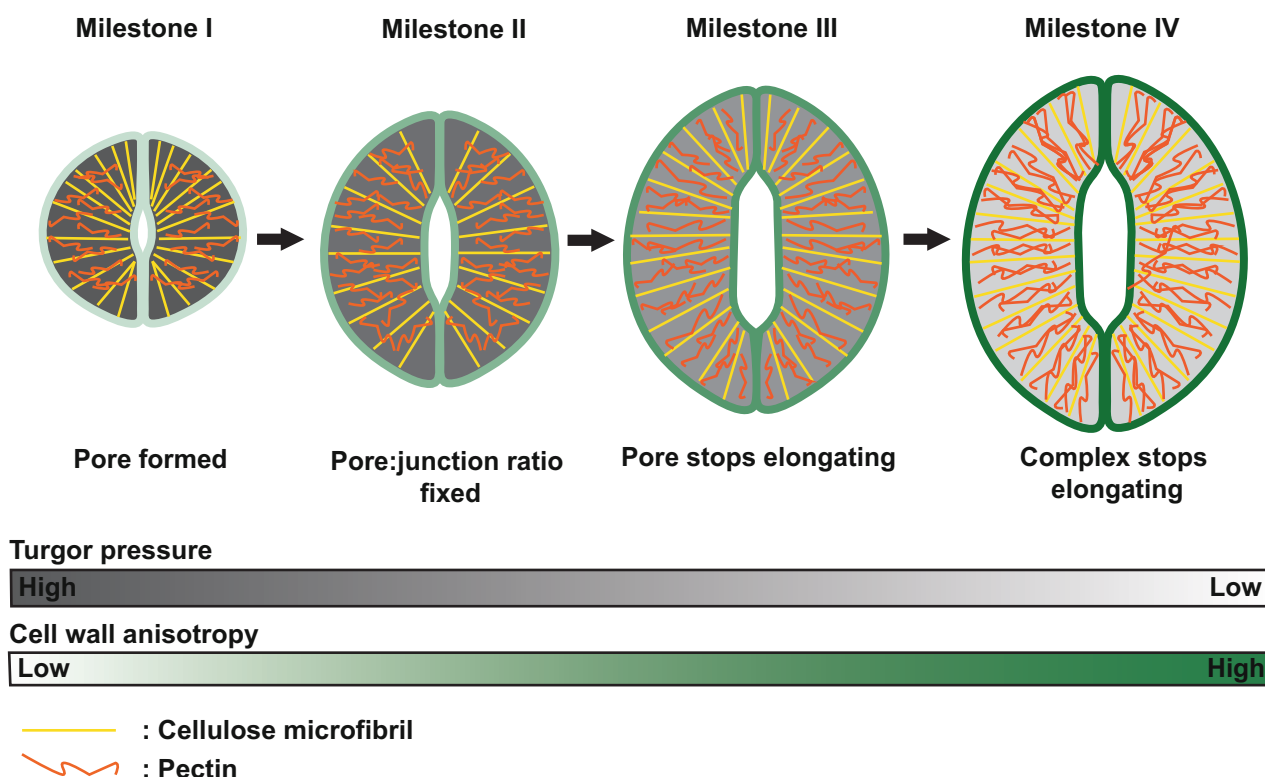 Milestone I
Milestone II
Milestone III
Milestone IV
Pore formed
Pore:junction ratio
fixed
Pore stops elongating
Complex stops
elongating
Turgor pressure
High
Low
Cell wall anisotropy
Low
High
: Cellulose microfibril
: Pectin